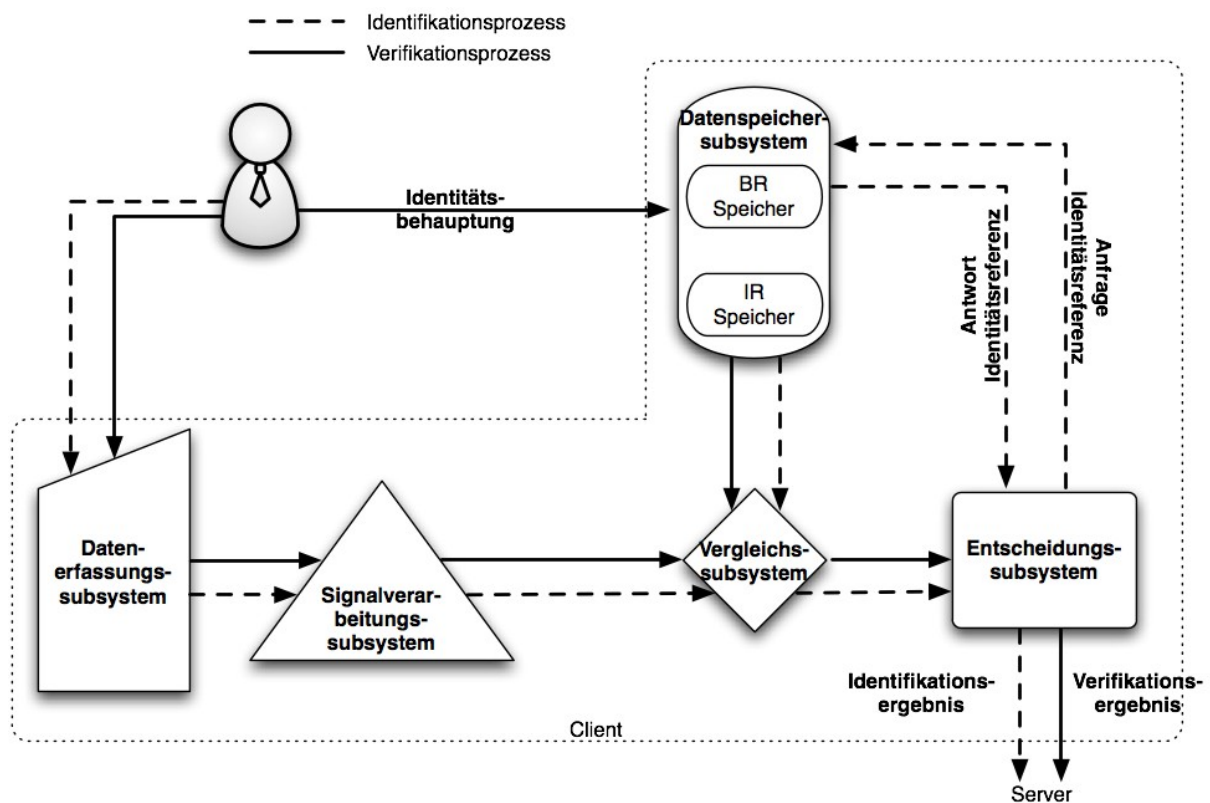 Identifikationsprozess
Verifikationsprozess
Datenspeicher-
subsystem
BR
Speicher
IR
Speicher
Identitäts-
behauptung
Antwort
Identitätsreferenz
Anfrage
Identitätsreferenz
Daten-
erfassungs-
subsystem
Signalverar-
beitungs-
subsystem
Vergleichs-
subsystem
Entscheidungs-
subsystem
Identifikations-
ergebnis
Verifikations-
ergebnis
Client
Server